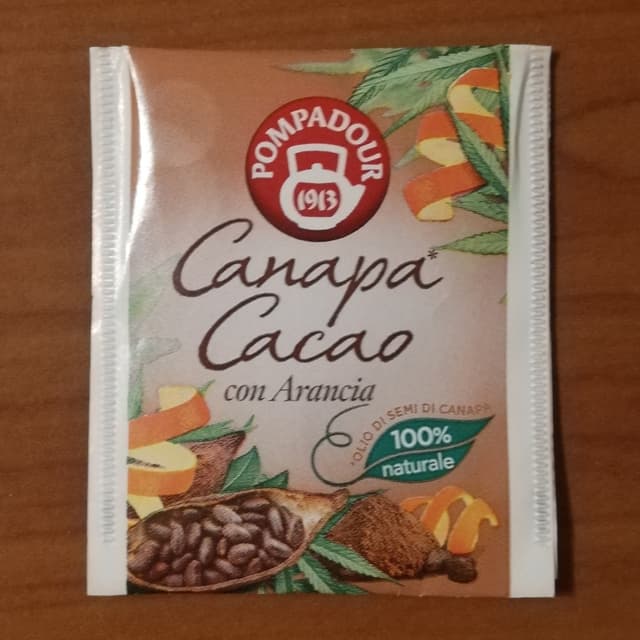 POMPADOUR
1913
Canapa*
Cacao
con Arancia
*OLIO DI SEMI DI CANAPA
100%
naturale